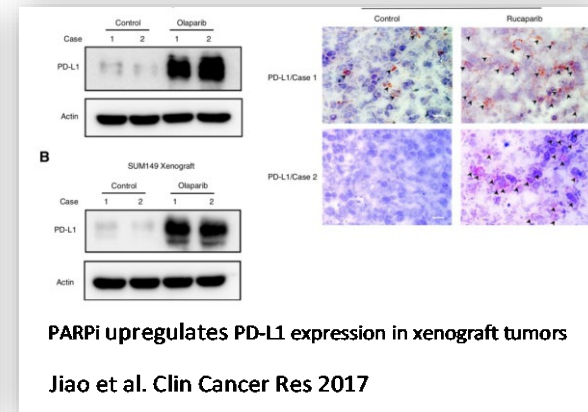 Control Olaparib
Case 1 2 1 2
PD-L1
Actin
B
SUM149 Xenograft
Control Olaparib
Case 1 2 1 2
PD-L1
Actin
Control Rucaparib
PD-L1/Case 1
PD-L1/Case 2
PARPi upregulates PD-L1 expression in xenograft tumors
Jiao et al. Clin Cancer Res 2017